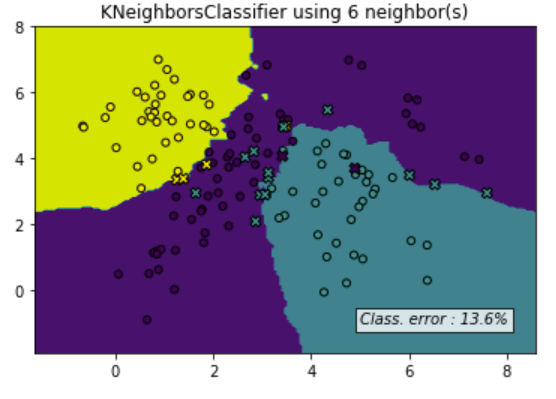 KNeighborsClassifier using 6 neighbor(s)
8
6
4
2
0
Class. error : 13.6%
0 2 4 6 8